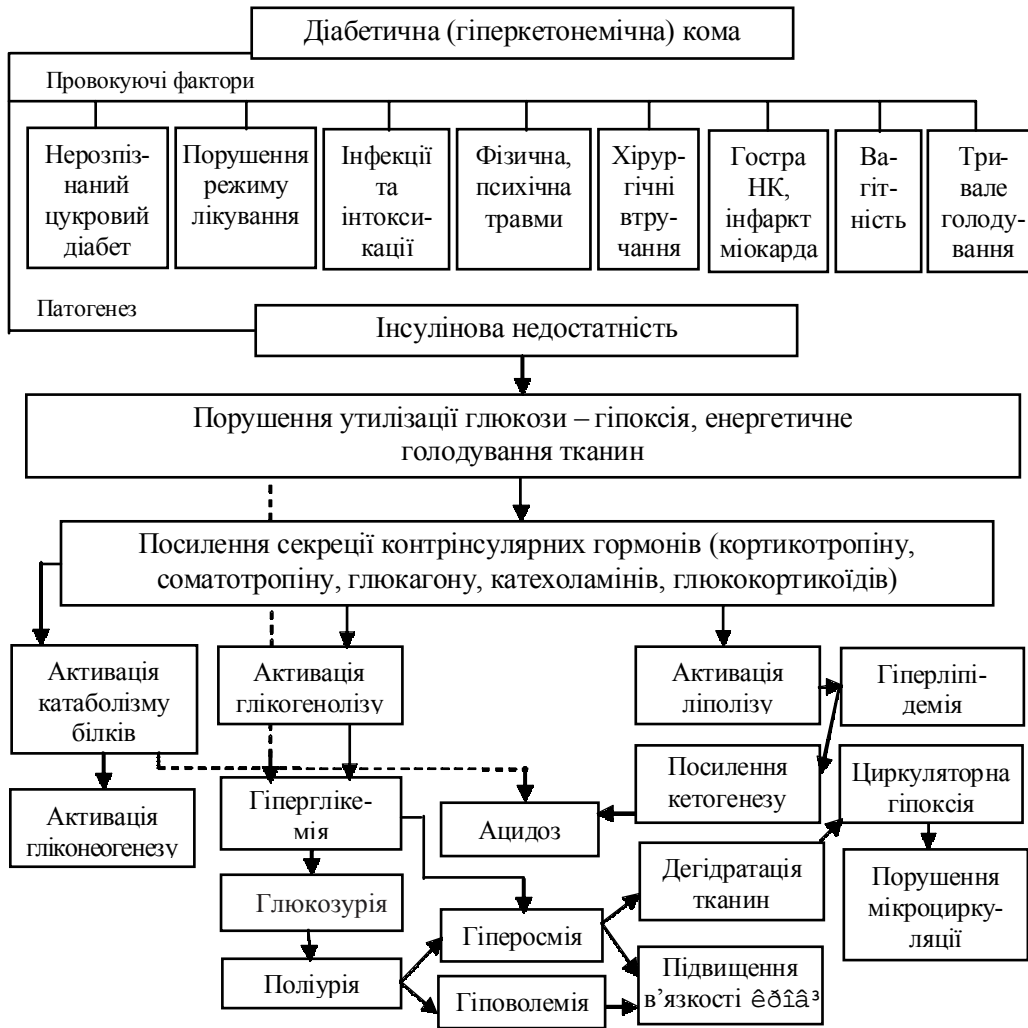 Діабетична (гіперкетонемічна) кома
Провокуючі фактори
Нерозпіз-
наний
цукровий
діабет
Порушення
режиму
лікування
Інфекції
та
інтокси-
кації
Фізична,
психічна
травми
Хірур-
гічні
втру-
чання
Гостра
НК,
інфаркт
міокарда
Ва-
гіт-
ність
Три-
вале
голоду-
вання
Патогенез
Інсулінова недостатність
Порушення утилізації глюкози – гіпоксія, енергетичне
голодування тканин
Посилення секреції контрінсулярних гормонів (кортикотропіну,
соматотропіну, глюкагону, катехоламінів, глюкокортикоїдів)
Активація
катаболізму
білків
Активація
глікогенолізу
Активація
ліполізу
Гіперліпі-
демія
Активація
гліконеогенезу
Гіперглікe-
мія
Ацидоз
Посилення
кетогенезу
Циркуляторна
гіпоксія
Глюкозурія
Поліурія
Гіперосмія
Гіповолемія
Дегідратація
тканин
Підвищення
в’язкості êðîâ³
Порушення
мікроцирку-
ляції